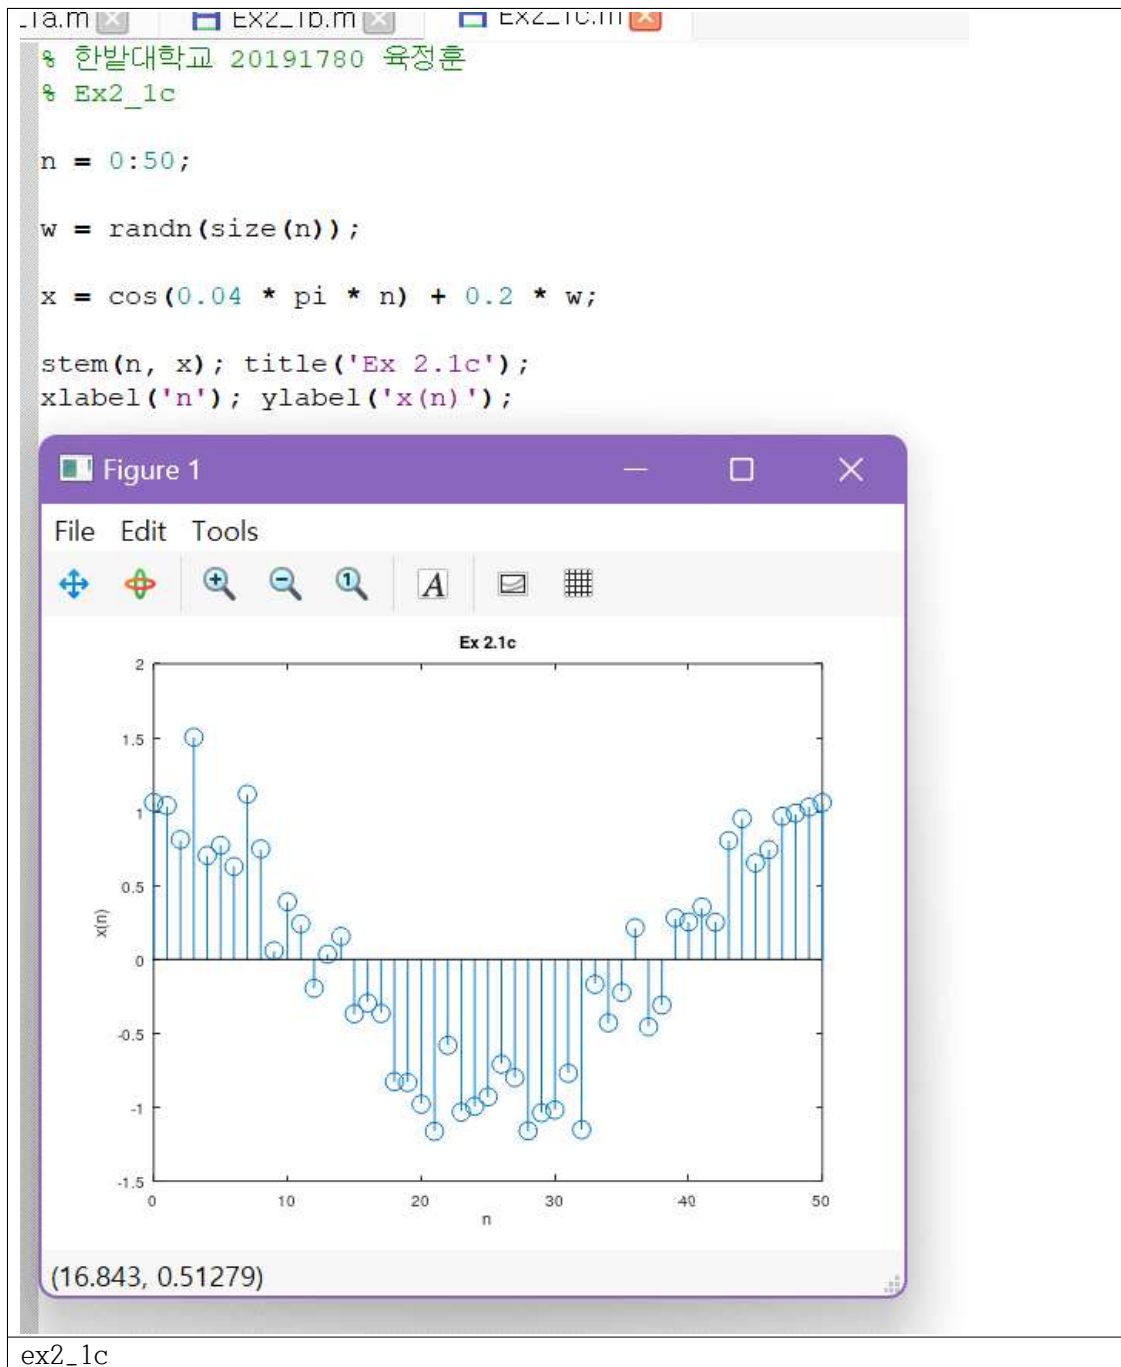 _1a.m Ex2_1b.m Ex2_1c.m
% 한밭대학교 20191780 육정훈
% Ex2_1c
n = 0:50;
w = randn(size(n));
x = cos(0.04 * pi * n) + 0.2 * w;
stem(n, x); title('Ex 2.1c');
xlabel('n'); ylabel('x(n)');
Figure 1
File Edit Tools
A
Ex 2.1c
2
1.5
1
0.5
0
-0.5
-1
-1.5
x(n)
0 10 20 30 40 50
n
(16.843, 0.51279)
ex2_1c